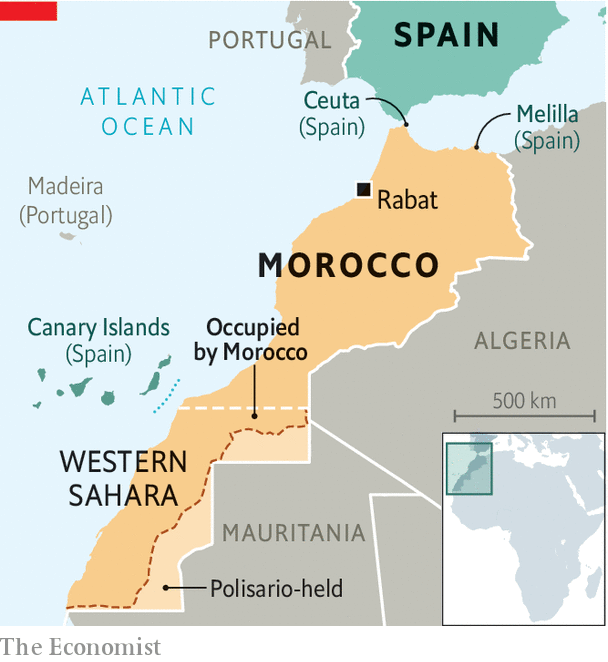 PORTUGAL
SPAIN
ATLANTIC
OCEAN
Ceuta
(Spain)
Melilla
(Spain)
Madeira
(Portugal)
Rabat
MOROCCO
Canary Islands
(Spain)
Occupied
by Morocco
ALGERIA
500 km
WESTERN
SAHARA
MAURITANIA
Polisario-held
The Economist